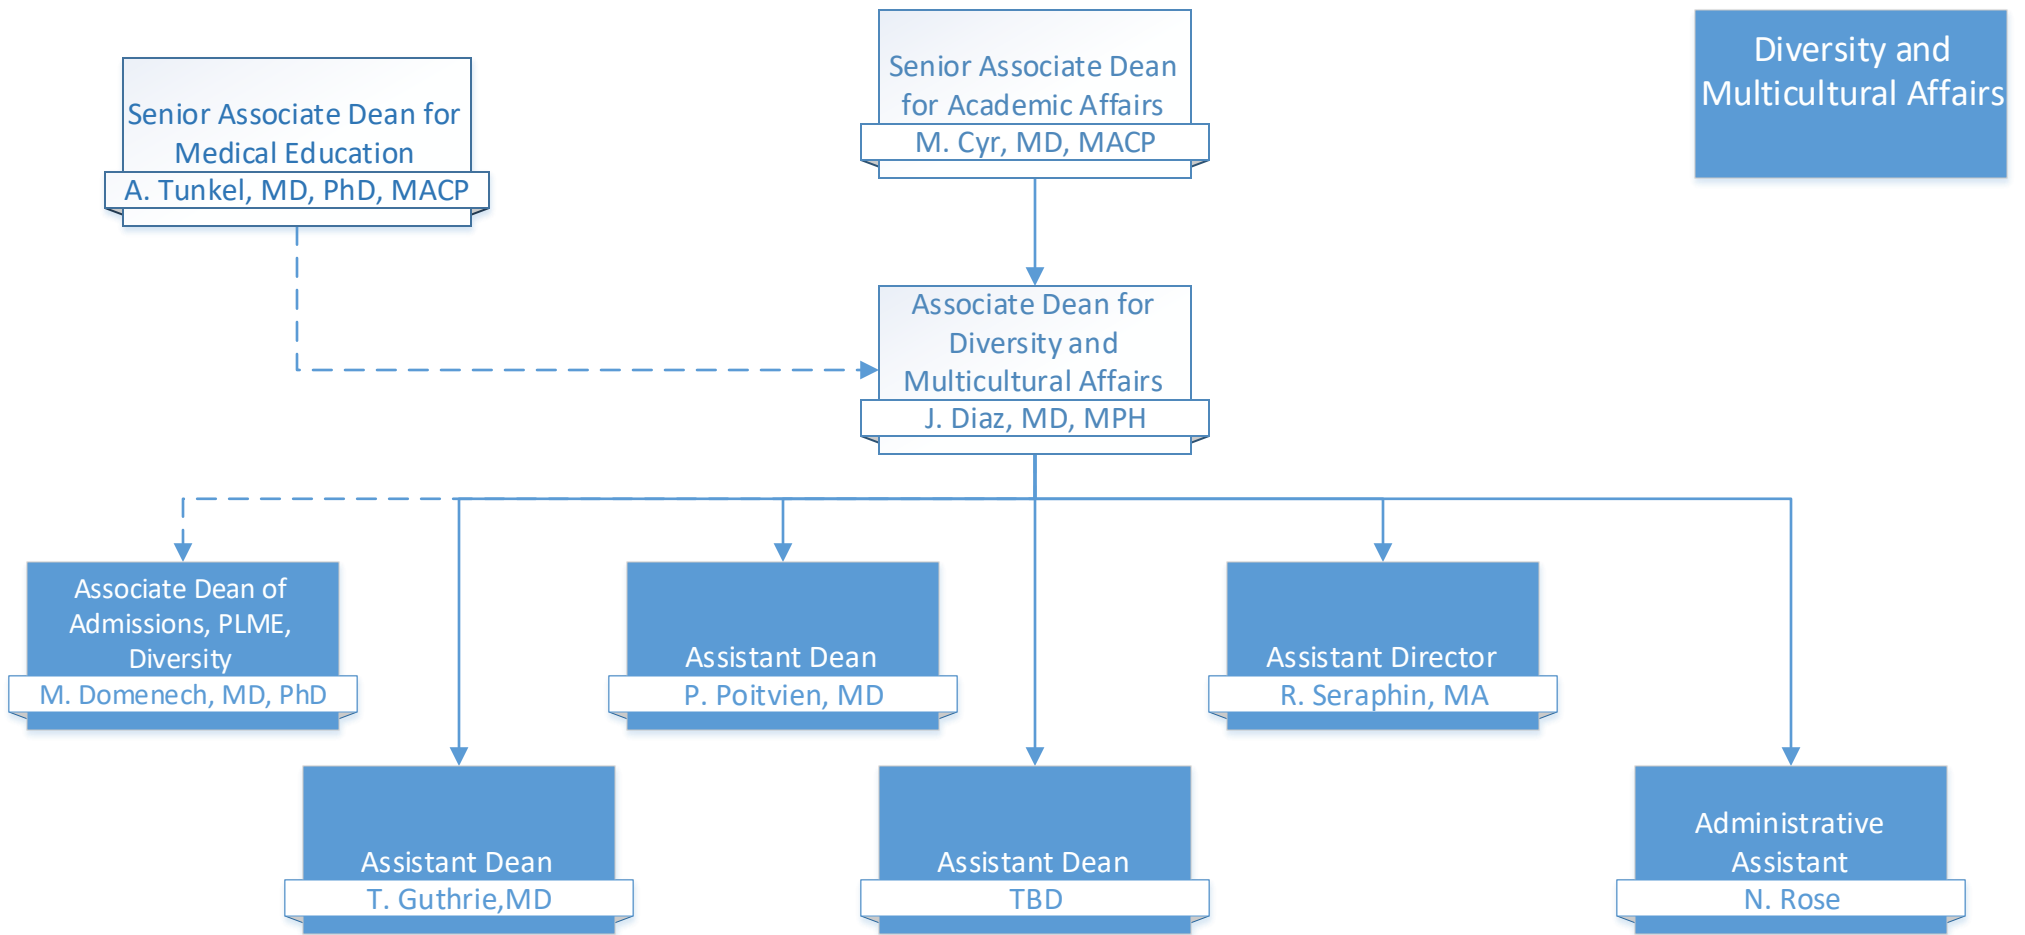 Diversity and
Multicultural Affairs
Senior Associate Dean
for Academic Affairs
M. Cyr, MD, MACP
Senior Associate Dean for
Medical Education
A. Tunkel, MD, PhD, MACP
Associate Dean for
Diversity and
Multicultural Affairs
J. Diaz, MD, MPH
Associate Dean of
Admissions, PLME,
Diversity
M. Domenech, MD, PhD
Assistant Dean
P. Poitvien, MD
Assistant Director
R. Seraphin, MA
Assistant Dean
T. Guthrie,MD
Assistant Dean
TBD
Administrative
Assistant
N. Rose